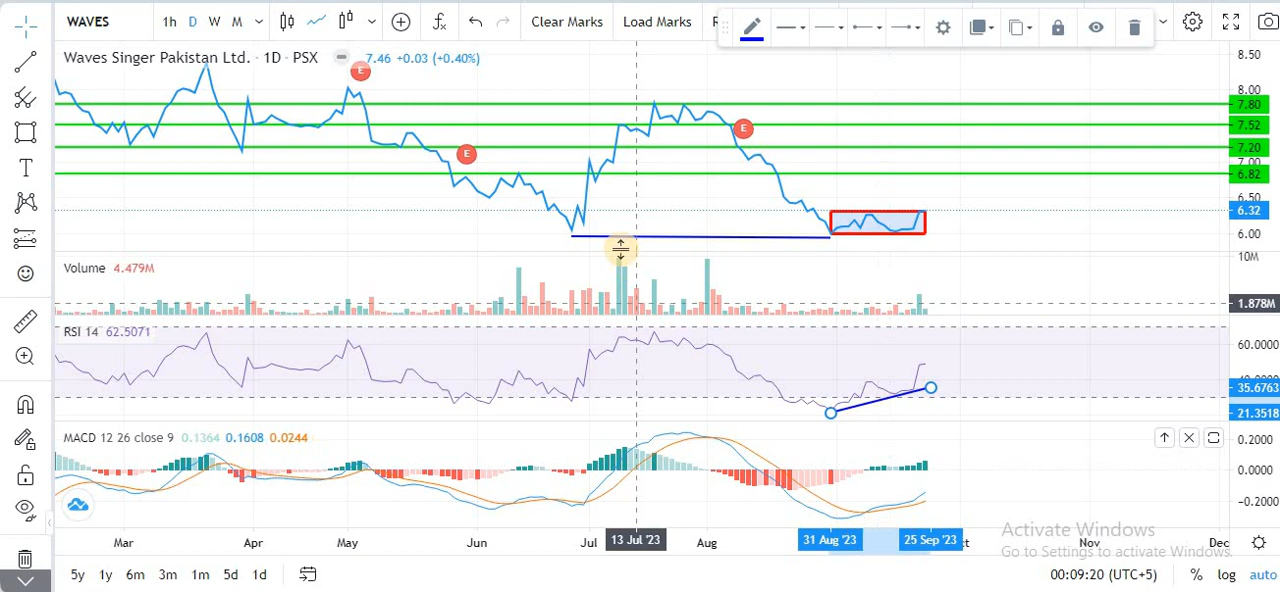 WAVES 1h D W M Clear Marks Load Marks
Waves Singer Pakistan Ltd. · 1D · PSX 7.46 +0.03 (+0.40%)
E
E
E
8.50
8.00
7.80
7.52
7.20
7.00
6.82
6.50
6.32
6.00
Volume 4.479M
10M
1.878M
RSI 14 62.5071
60.0000
35.6763
21.3518
MACD 12 26 close 9 0.1364 0.1608 0.0244
0.2000
0.0000
-0.2000
Mar Apr May Jun Jul 13 Jul '23 Aug 31 Aug '23 25 Sep '23 Nov Dec
Activate Windows
Go to Settings to activate Windows.
5y 1y 6m 3m 1m 5d 1d 00:09:20 (UTC+5) % log auto